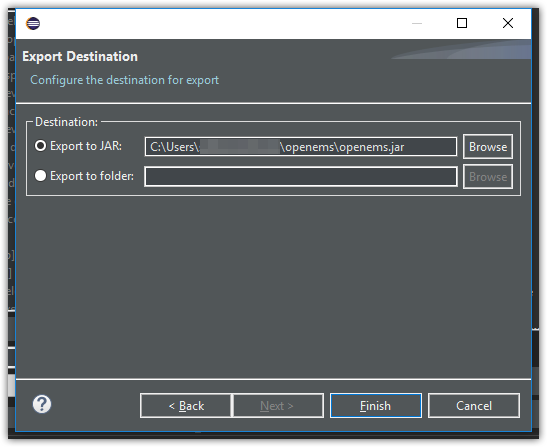 Export Destination
Configure the destination for export
Destination:
Export to JAR: C:\Users\ \openems\openems.jar Browse
Export to folder: Browse
? < Back Next > Finish Cancel